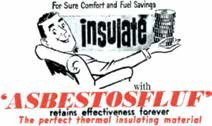 For Sure Comfort and Fuel Savings
insulate
with
'ASBESTOSFLUF'
retains effectiveness forever
The perfect thermal insulating material